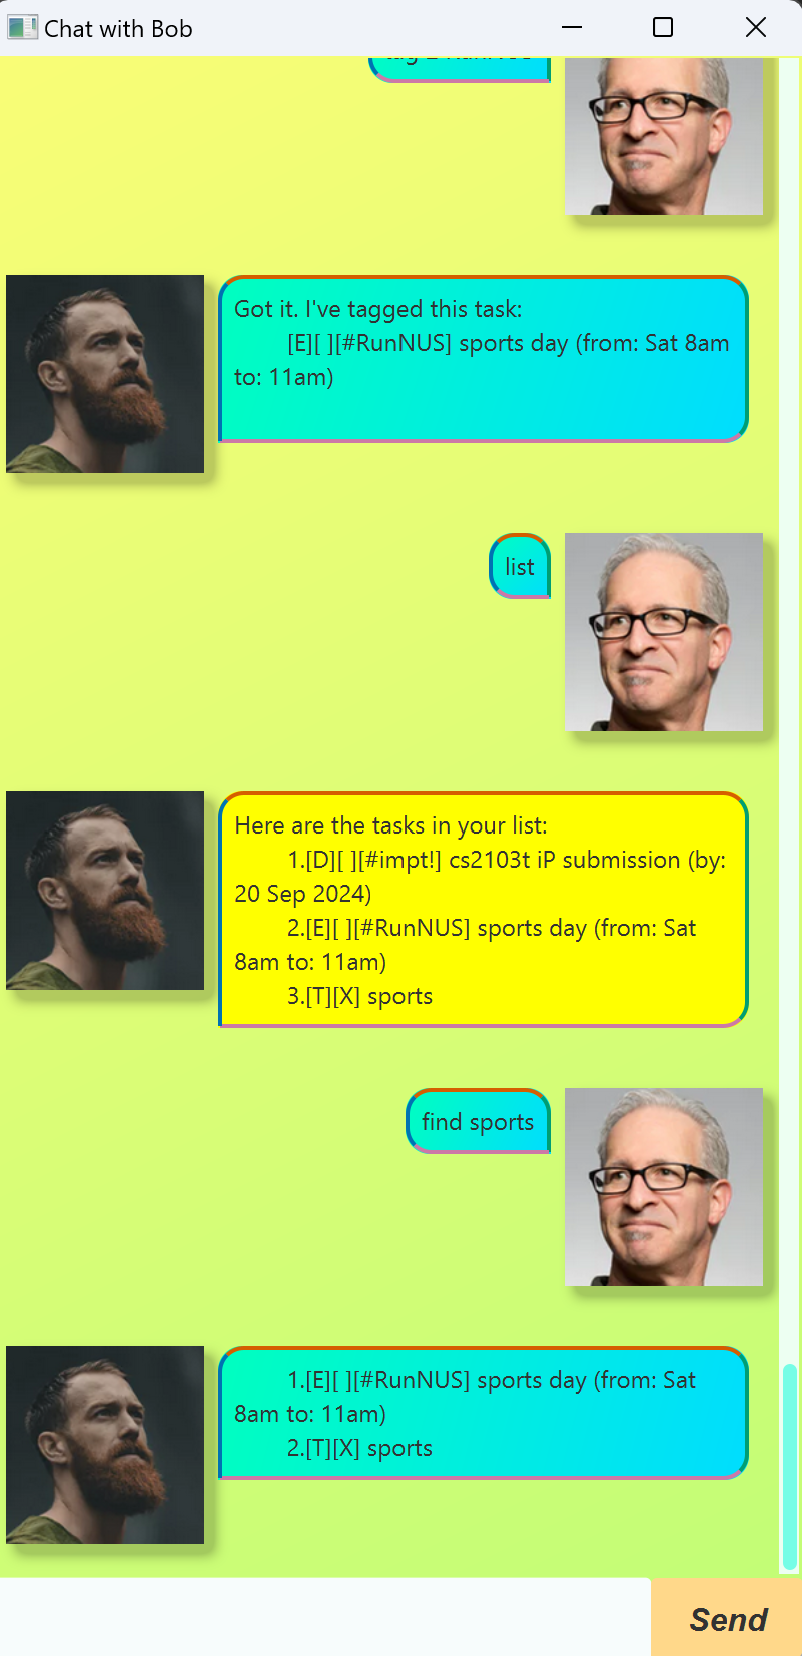 Chat with Bob
Got it. I've tagged this task:
[E][ ][#RunNUS] sports day (from: Sat 8am
to: 11am)
list
Here are the tasks in your list:
1.[D][ ][#impt!] cs2103t iP submission (by:
20 Sep 2024)
2.[E][ ][#RunNUS] sports day (from: Sat
8am to: 11am)
3.[T][X] sports
find sports
1.[E][ ][#RunNUS] sports day (from: Sat
8am to: 11am)
2.[T][X] sports
Send